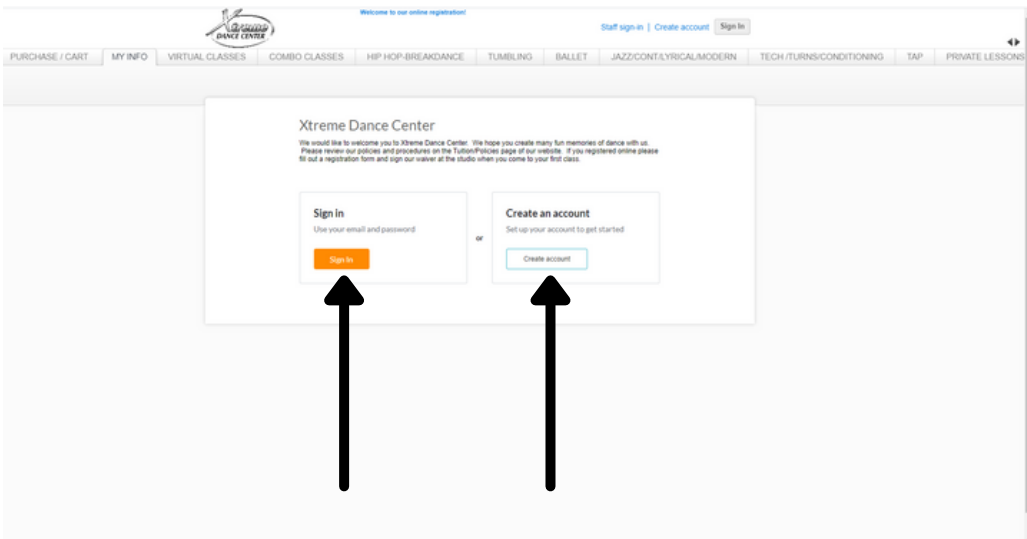 Welcome to our online registration!
Xtreme
DANCE CENTER
Staff sign-in | Create account Sign In
PURCHASE / CART MY INFO VIRTUAL CLASSES COMBO CLASSES HIP HOP-BREAKDANCE TUMBLING BALLET JAZZ/CONT/LYRICAL/MODERN TECH /TURNS/CONDITIONING TAP PRIVATE LESSONS
Xtreme Dance Center
We would like to welcome you to Xtreme Dance Center. We hope you create many fun memories of dance with us.
Please review our policies and procedures on the Tuition/Policies page of our website. If you registered online please
fill out a registration form and sign our waiver at the studio when you come to your first class.
Sign in
Use your email and password
Sign In
or
Create an account
Set up your account to get started
Create account